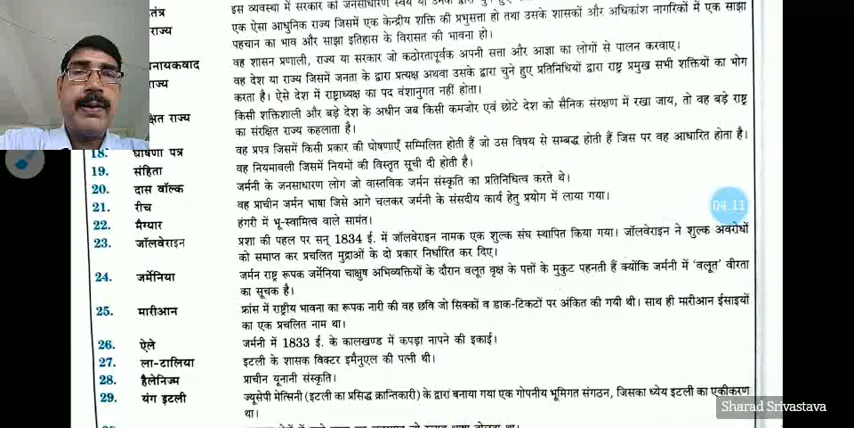 इस व्यवस्था में सरकार को जनसाधारण स्वयं या उनके द्वारा चुने हुए
तंत्र
राज्य एक ऐसा आधुनिक राज्य जिसमें एक केन्द्रीय शक्ति की प्रभुसत्ता हो तथा उसके शासकों और अधिकांश नागरिकों में एक साझा
पहचान का भाव और साझा इतिहास के विरासत की भावना हो।
नायकवाद वह शासन प्रणाली, राज्य या सरकार जो कठोरतापूर्वक अपनी सत्ता और आज्ञा का लोगों से पालन करवाए।
राज्य वह देश या राज्य जिसमें जनता के द्वारा प्रत्यक्ष अथवा उसके द्वारा चुने हुए प्रतिनिधियों द्वारा राष्ट्र प्रमुख सभी शक्तियों का भोग
करता है। ऐसे देश में राष्ट्राध्यक्ष का पद वंशानुगत नहीं होता।
क्षित राज्य किसी शक्तिशाली और बड़े देश के अधीन जब किसी कमजोर एवं छोटे देश को सैनिक संरक्षण में रखा जाय, तो वह बड़े राष्ट्र
का संरक्षित राज्य कहलाता है।
18. घोषणा पत्र वह प्रपत्र जिसमें किसी प्रकार की घोषणाएँ सम्मिलित होती हैं जो उस विषय से सम्बद्ध होती हैं जिस पर वह आधारित होता है।
19. संहिता वह नियमावली जिसमें नियमों की विस्तृत सूची दी होती है।
20. दास वॉल्क जर्मनी के जनसाधारण लोग जो वास्तविक जर्मन संस्कृति का प्रतिनिधित्व करते थे।
21. रीच वह प्राचीन जर्मन भाषा जिसे आगे चलकर जर्मनी के संसदीय कार्य हेतु प्रयोग में लाया गया।
22. मैग्यार हंगरी में भू-स्वामित्व वाले सामंत।
23. जॉलवेराइन प्रशा की पहल पर सन् 1834 ई. में जॉलवेराइन नामक एक शुल्क संघ स्थापित किया गया। जॉलवेराइन ने शुल्क अवरोधों
को समाप्त कर प्रचलित मुद्राओं के दो प्रकार निर्धारित कर दिए।
24. जर्मेनिया जर्मन राष्ट्र रूपक जर्मेनिया चाक्षुष अभिव्यक्तियों के दौरान वलूत वृक्ष के पत्तों के मुकुट पहनती हैं क्योंकि जर्मनी में 'वलूत' वीरता
का सूचक है।
25. मारीआन फ्रांस में राष्ट्रीय भावना का रूपक नारी की वह छवि जो सिक्कों व डाक-टिकटों पर अंकित की गयी थी। साथ ही मारीआन ईसाइयों
का एक प्रचलित नाम था।
26. ऐले जर्मनी में 1833 ई. के कालखण्ड में कपड़ा नापने की इकाई।
27. ला-टालिया इटली के शासक विक्टर इमैनुएल की पत्नी थी।
28. हैलेनिज्म प्राचीन यूनानी संस्कृति।
29. यंग इटली ज्यूसेपी मेत्सिनी (इटली का प्रसिद्ध क्रान्तिकारी) के द्वारा बनाया गया एक गोपनीय भूमिगत संगठन, जिसका ध्येय इटली का एकीकरण
था।
04:11
Sharad Srivastava